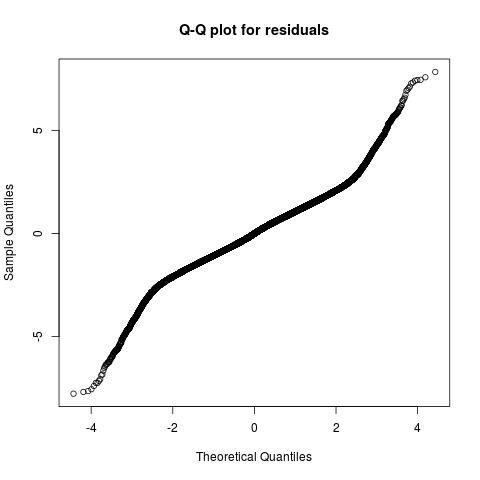 Q-Q plot for residuals
Sample Quantiles
5
0
-5
-4 -2 0 2 4
Theoretical Quantiles